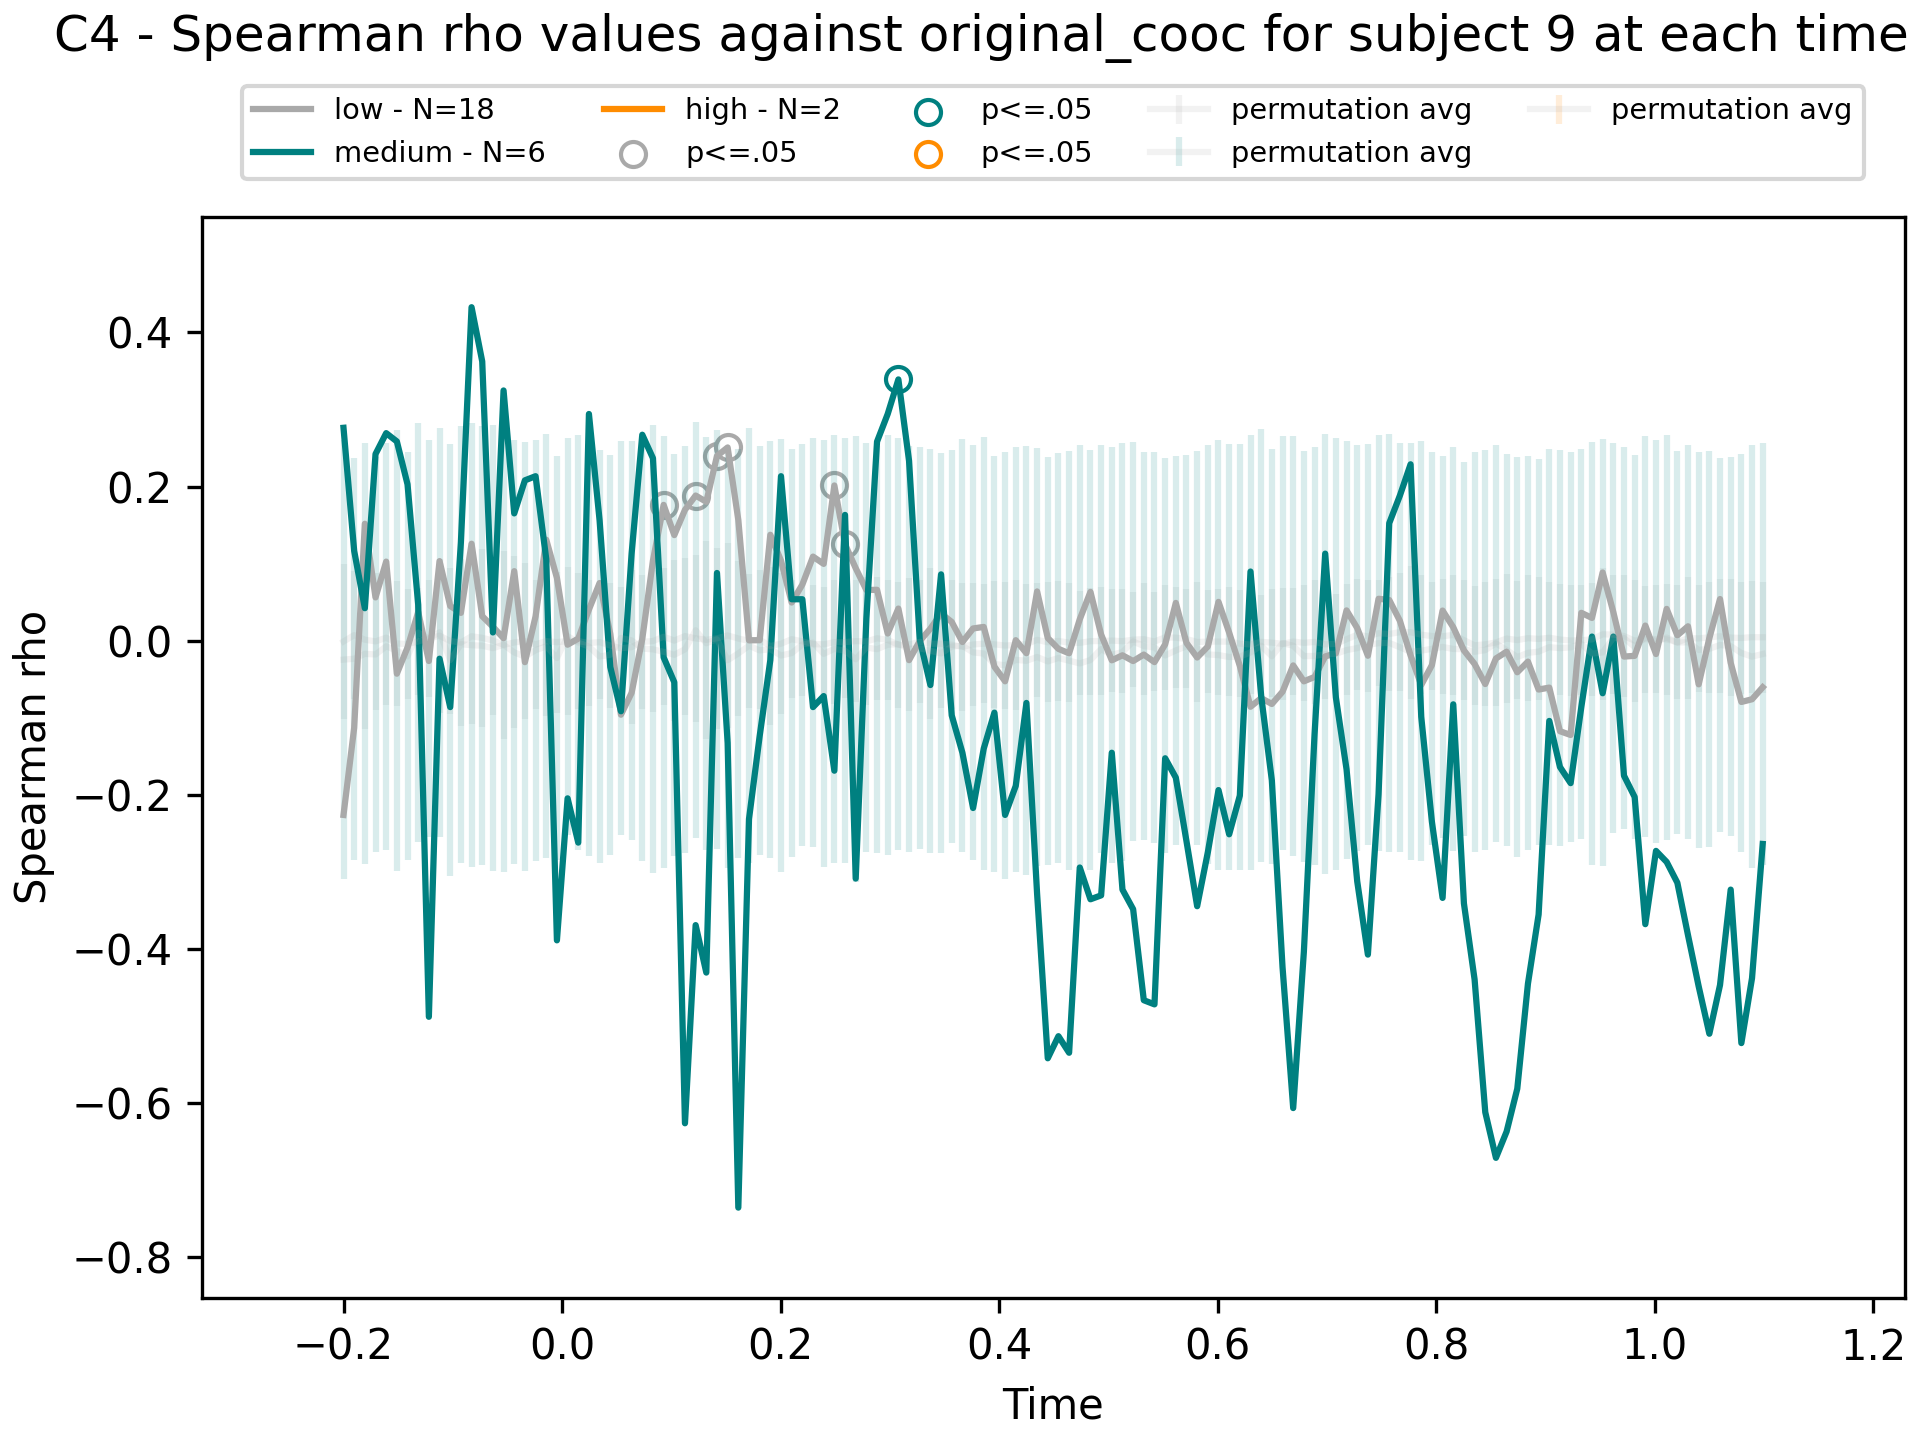 C4 - Spearman rho values against original_cooc for subject 9 at each time
low - N=18
medium - N=6
high - N=2
p<=.05
p<=.05
p<=.05
permutation avg
permutation avg
permutation avg
Spearman rho
0.4
0.2
0.0
−0.2
−0.4
−0.6
−0.8
−0.2 0.0 0.2 0.4 0.6 0.8 1.0 1.2
Time